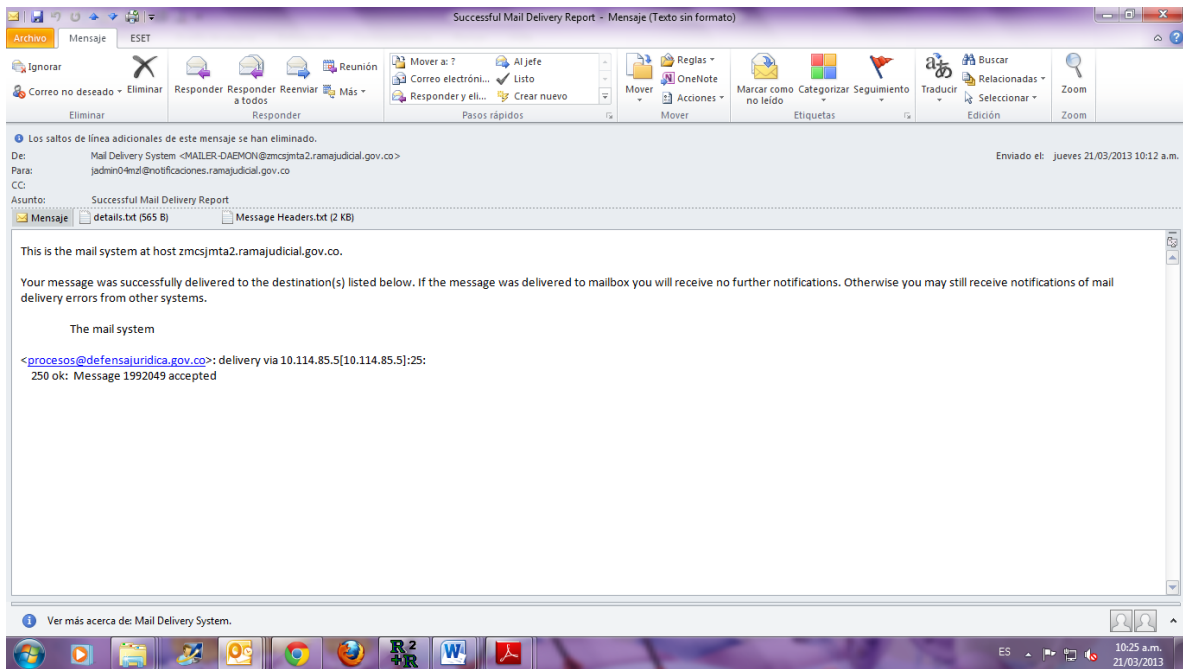 Successful Mail Delivery Report - Mensaje (Texto sin formato)
Archivo Mensaje ESET
Ignorar
Correo no deseado
Eliminar
Eliminar
Responder
Responder a todos
Reenviar
Reunión
Más
Responder
Mover a: ?
Correo electróni...
Responder y eli...
Al jefe
Listo
Crear nuevo
Pasos rápidos
Mover
Reglas
OneNote
Acciones
Mover
Marcar como no leído
Categorizar
Seguimiento
Etiquetas
Traducir
Buscar
Relacionadas
Seleccionar
Edición
Zoom
Zoom
Los saltos de línea adicionales de este mensaje se han eliminado.
De: Mail Delivery System <MAILER-DAEMON@zmcsjmta2.ramajudicial.gov.co> Enviado el: jueves 21/03/2013 10:12 a.m.
Para: jadmin04mzl@notificaciones.ramajudicial.gov.co
CC:
Asunto: Successful Mail Delivery Report
Mensaje details.txt (565 B) Message Headers.txt (2 KB)
This is the mail system at host zmcsjmta2.ramajudicial.gov.co.
Your message was successfully delivered to the destination(s) listed below. If the message was delivered to mailbox you will receive no further notifications. Otherwise you may still receive notifications of mail
delivery errors from other systems.
The mail system
<procesos@defensajuridica.gov.co>: delivery via 10.114.85.5[10.114.85.5]:25:
250 ok: Message 1992049 accepted
Ver más acerca de: Mail Delivery System.
R2
+R
W
ES
10:25 a.m.
21/03/2013